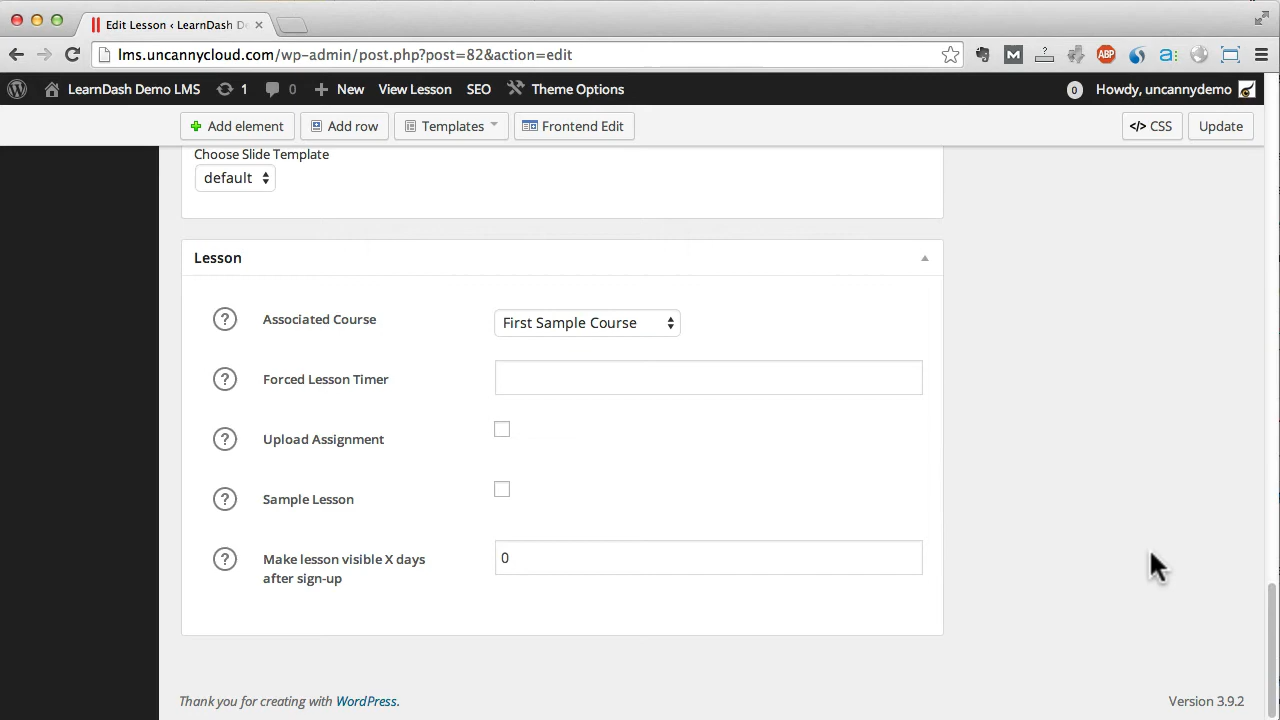 Edit Lesson ‹ LearnDash De
lms.uncannycloud.com/wp-admin/post.php?post=82&action=edit
LearnDash Demo LMS 1 0 New View Lesson SEO Theme Options 0 Howdy, uncannydemo
Add element Add row Templates Frontend Edit </> CSS Update
Choose Slide Template
default
Lesson
? Associated Course First Sample Course
? Forced Lesson Timer
? Upload Assignment
? Sample Lesson
? Make lesson visible X days
after sign-up
0
Thank you for creating with WordPress. Version 3.9.2